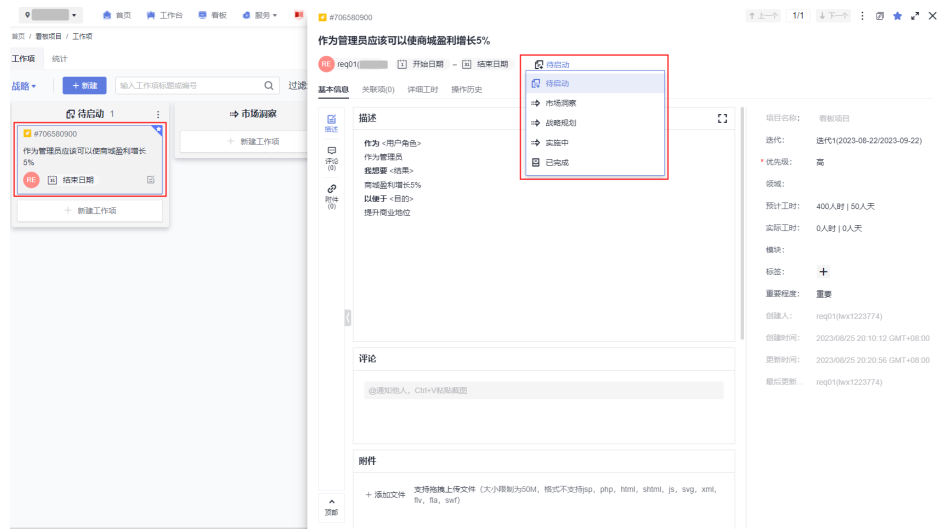 首页
工作台
看板
服务
首页 / 看板项目 / 工作项
工作项
统计
战略
+ 新建
输入工作项标题或编号
过滤
待启动 1
市场洞察
#706580900
作为管理员应该可以使商城盈利增长
5%
RE
结束日期
+ 新建工作项
+ 新建工作项
#706580900
上一个
1/1
下一个
作为管理员应该可以使商城盈利增长5%
RE
req01(
开始日期
–
结束日期
待启动
待启动
市场洞察
战略规划
实施中
已完成
基本信息
关联项(0)
详细工时
操作历史
描述
评论
(0)
附件
(0)
顶部
描述
作为 <用户角色>
作为管理员
我想要 <结果>
商城盈利增长5%
以便于 <目的>
提升商业地位
评论
@通知他人，Ctrl+V粘贴截图
附件
+ 添加文件
支持拖拽上传文件（大小限制为50M，格式不支持jsp，php，html，shtml，js，svg，xml，
flv，fla，swf）
项目名称：
看板项目
迭代：
迭代1(2023-08-22/2023-09-22)
* 优先级：
高
领域：
预计工时：
400人时 | 50人天
实际工时：
0人时 | 0人天
模块：
标签：
+
重要程度：
重要
创建人：
req01(lwx1223774)
创建时间：
2023/08/25 20:10:12 GMT+08:00
更新时间：
2023/08/25 20:20:56 GMT+08:00
最后更新...
req01(lwx1223774)